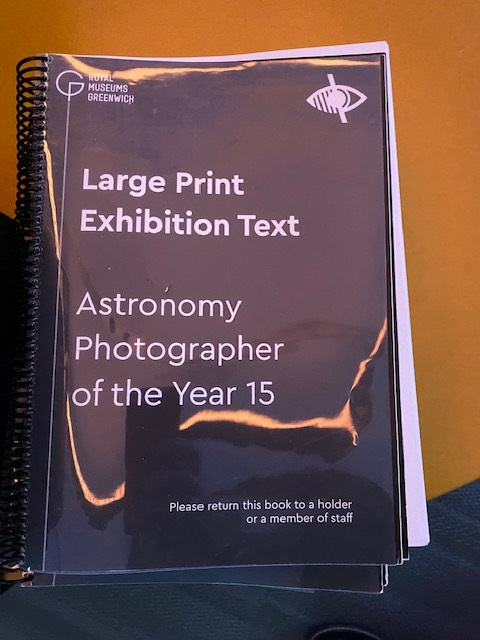 ROYAL
MUSEUMS
GREENWICH
Large Print
Exhibition Text
Astronomy
Photographer
of the Year 15
Please return this book to a holder
or a member of staff